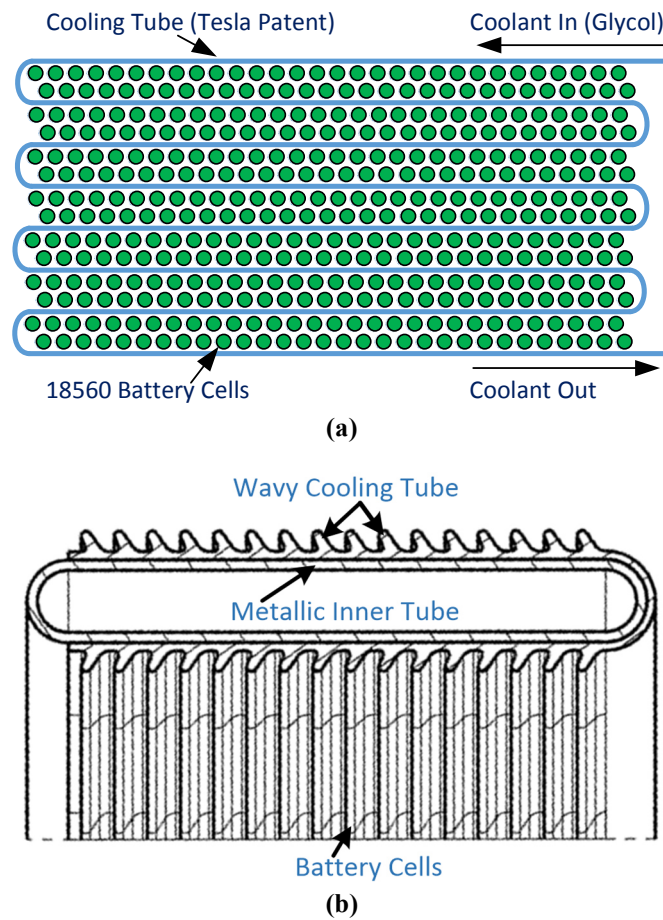 Cooling Tube (Tesla Patent)
Coolant In (Glycol)
18560 Battery Cells
Coolant Out
(a)
Wavy Cooling Tube
Metallic Inner Tube
Battery Cells
(b)